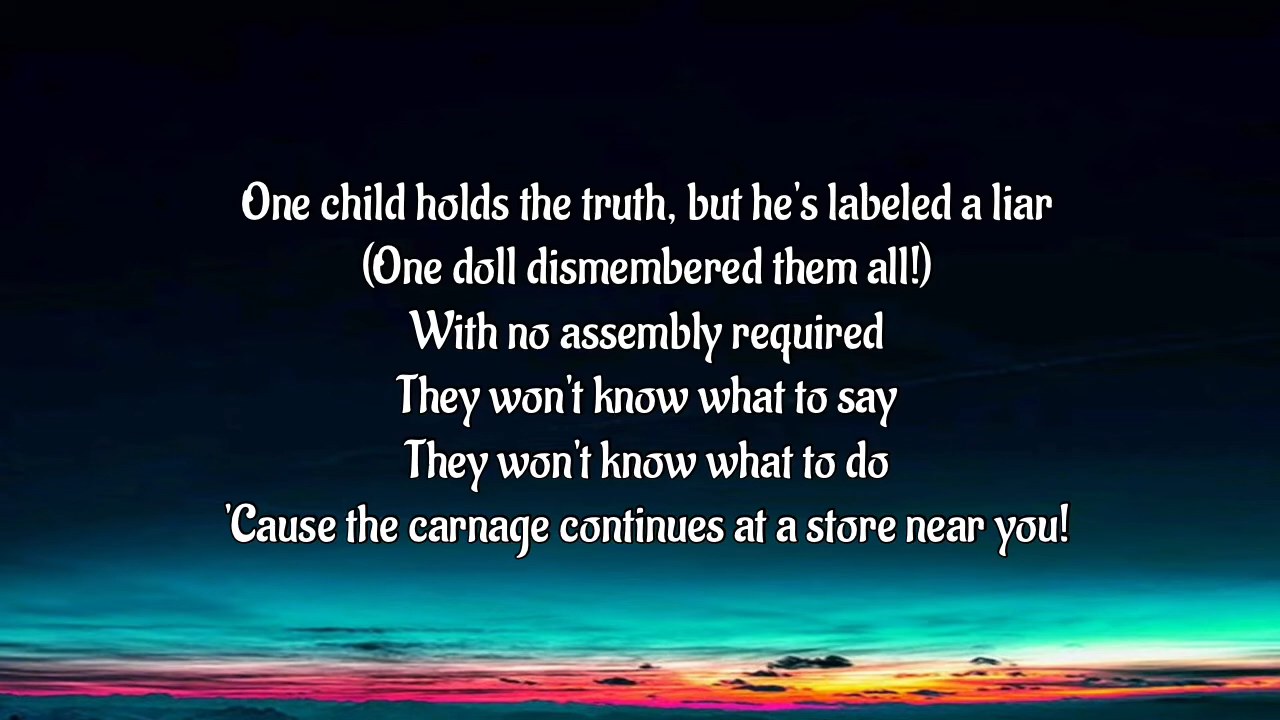 One child holds the truth, but he's labeled a liar
(One doll dismembered them all!)
With no assembly required
They won't know what to say
They won't know what to do
'Cause the carnage continues at a store near you!